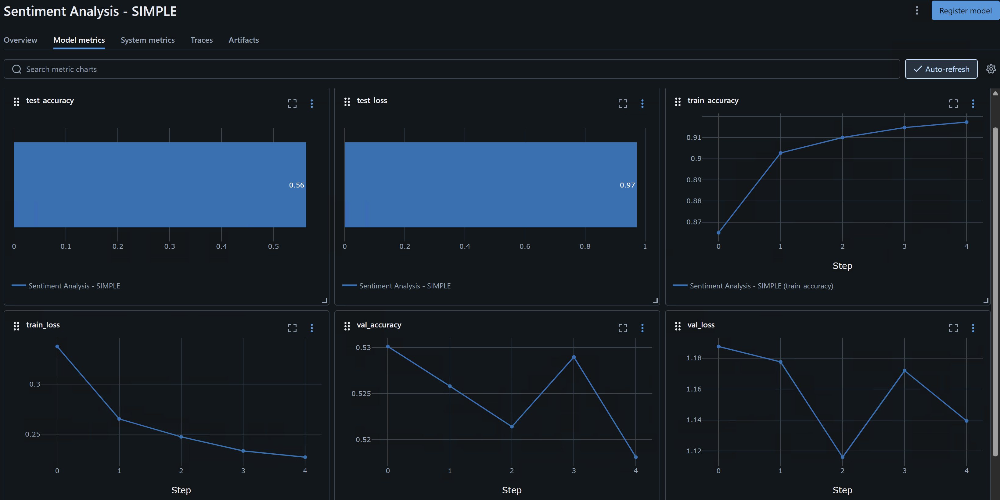 Sentiment Analysis - SIMPLE
Register model
Overview Model metrics System metrics Traces Artifacts
Search metric charts
Auto-refresh
test_accuracy
0.56
0 0.1 0.2 0.3 0.4 0.5
Sentiment Analysis - SIMPLE
test_loss
0.97
0 0.2 0.4 0.6 0.8 1
Sentiment Analysis - SIMPLE
train_accuracy
0.91
0.9
0.89
0.88
0.87
0 1 2 3 4
Step
Sentiment Analysis - SIMPLE (train_accuracy)
train_loss
0.3
0.25
0 1 2 3 4
Step
val_accuracy
0.53
0.525
0.52
0 1 2 3 4
Step
val_loss
1.18
1.16
1.14
1.12
0 1 2 3 4
Step